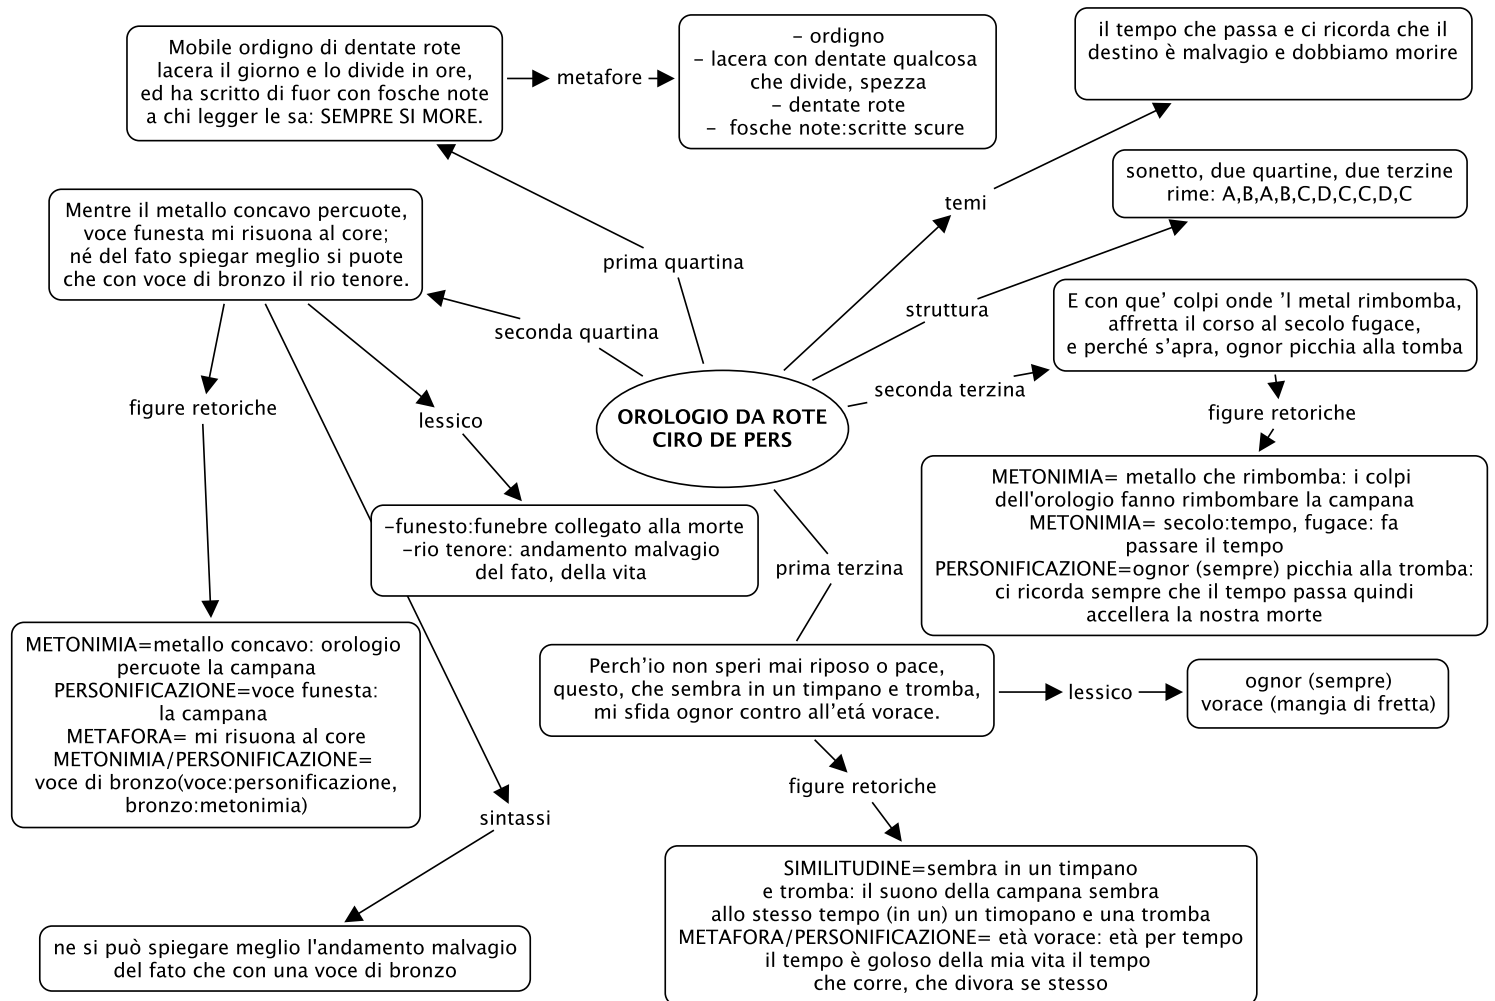 Mobile ordigno di dentate rote
lacera il giorno e lo divide in ore,
ed ha scritto di fuor con fosche note
a chi legger le sa: SEMPRE SI MORE.
metafore
– ordigno
– lacera con dentate qualcosa
che divide, spezza
– dentate rote
– fosche note:scritte scure
il tempo che passa e ci ricorda che il
destino è malvagio e dobbiamo morire
temi
sonetto, due quartine, due terzine
rime: A,B,A,B,C,D,C,C,D,C
struttura
prima quartina
Mentre il metallo concavo percuote,
voce funesta mi risuona al core;
né del fato spiegar meglio si puote
che con voce di bronzo il rio tenore.
seconda quartina
E con que’ colpi onde ’l metal rimbomba,
affretta il corso al secolo fugace,
e perché s’apra, ognor picchia alla tomba
seconda terzina
OROLOGIO DA ROTE
CIRO DE PERS
figure retoriche
lessico
figure retoriche
METONIMIA= metallo che rimbomba: i colpi
dell'orologio fanno rimbombare la campana
METONIMIA= secolo:tempo, fugace: fa
passare il tempo
PERSONIFICAZIONE=ognor (sempre) picchia alla tromba:
ci ricorda sempre che il tempo passa quindi
accellera la nostra morte
–funesto:funebre collegato alla morte
–rio tenore: andamento malvagio
del fato, della vita
prima terzina
METONIMIA=metallo concavo: orologio
percuote la campana
PERSONIFICAZIONE=voce funesta:
la campana
METAFORA= mi risuona al core
METONIMIA/PERSONIFICAZIONE=
voce di bronzo(voce:personificazione,
bronzo:metonimia)
Perch’io non speri mai riposo o pace,
questo, che sembra in un timpano e tromba,
mi sfida ognor contro all’etá vorace.
lessico
ognor (sempre)
vorace (mangia di fretta)
figure retoriche
sintassi
SIMILITUDINE=sembra in un timpano
e tromba: il suono della campana sembra
allo stesso tempo (in un) un timopano e una tromba
METAFORA/PERSONIFICAZIONE= età vorace: età per tempo
il tempo è goloso della mia vita il tempo
che corre, che divora se stesso
ne si può spiegare meglio l'andamento malvagio
del fato che con una voce di bronzo